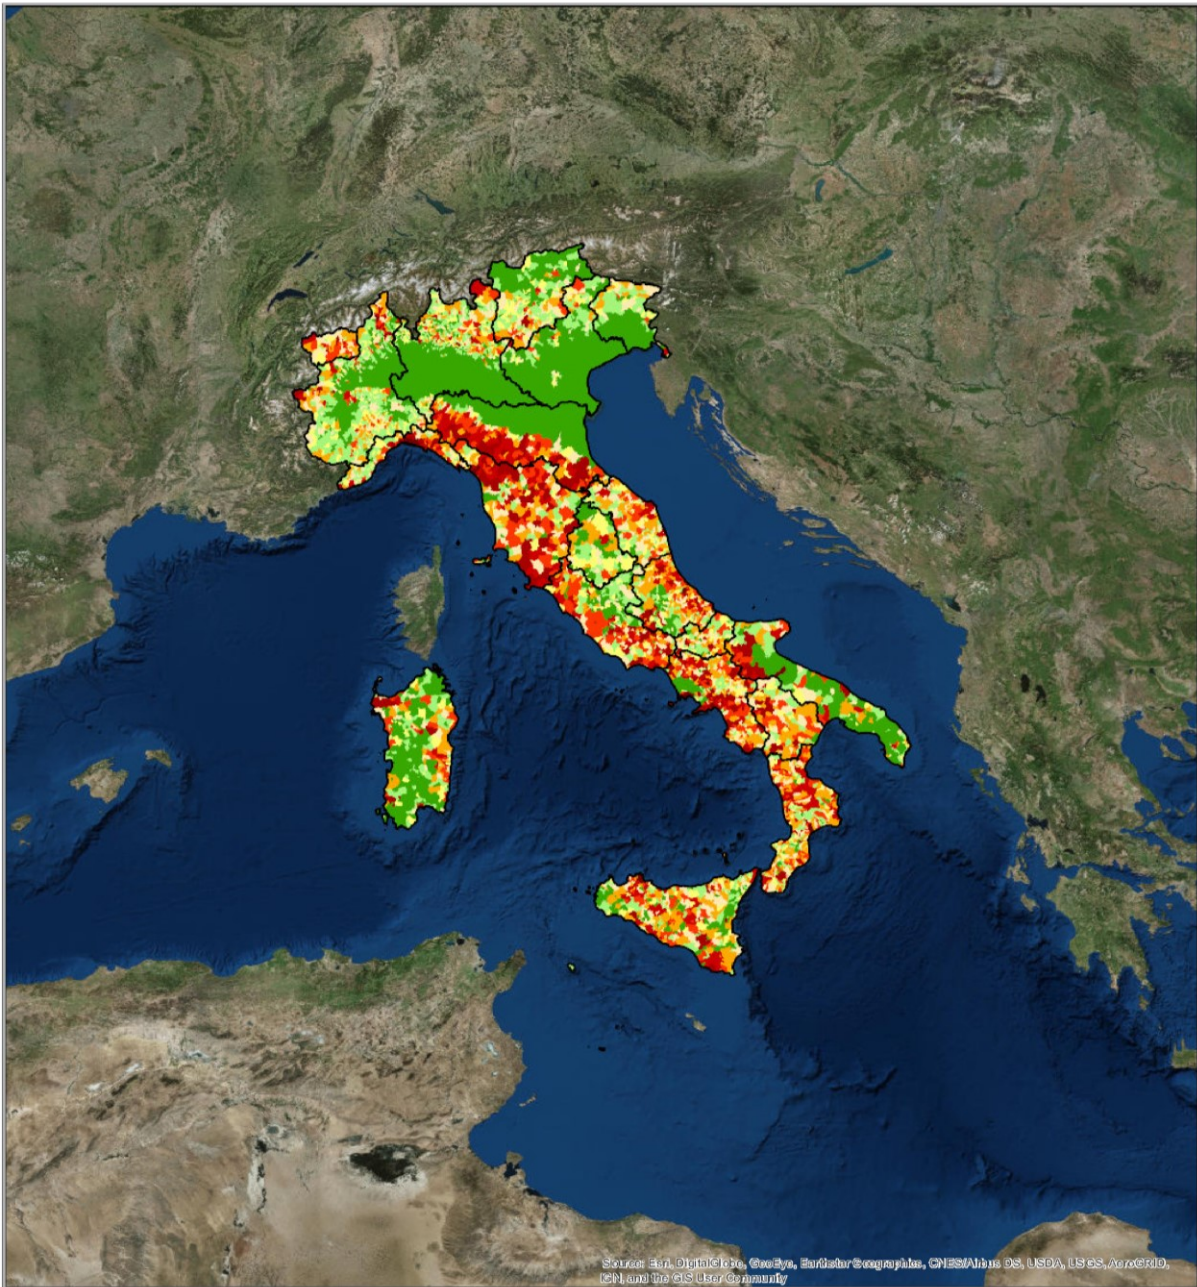 Source: Esri, DigitalGlobe, GeoEye, Earthstar Geographics, CNES/Airbus DS, USDA, USGS, AeroGRID,
IGN, and the GIS User Community